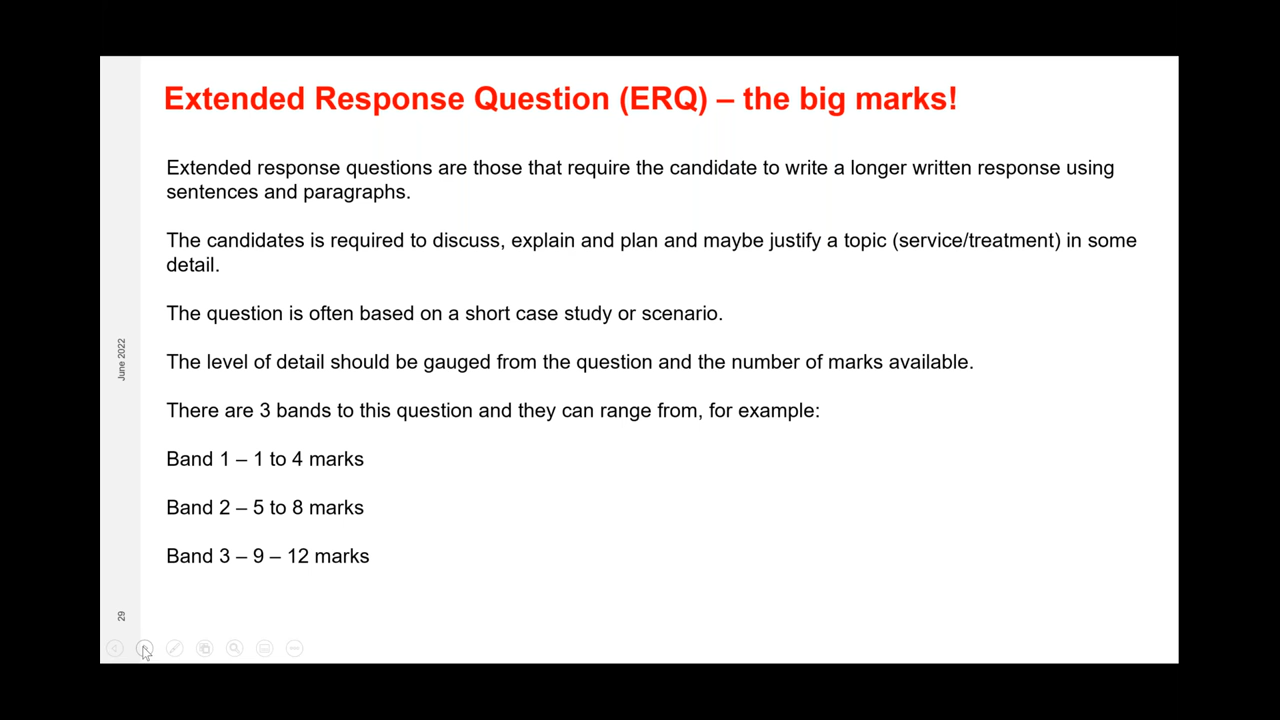 Extended Response Question (ERQ) – the big marks!
Extended response questions are those that require the candidate to write a longer written response using
sentences and paragraphs.
The candidates is required to discuss, explain and plan and maybe justify a topic (service/treatment) in some
detail.
The question is often based on a short case study or scenario.
The level of detail should be gauged from the question and the number of marks available.
There are 3 bands to this question and they can range from, for example:
Band 1 – 1 to 4 marks
Band 2 – 5 to 8 marks
Band 3 – 9 – 12 marks
June 2022
29